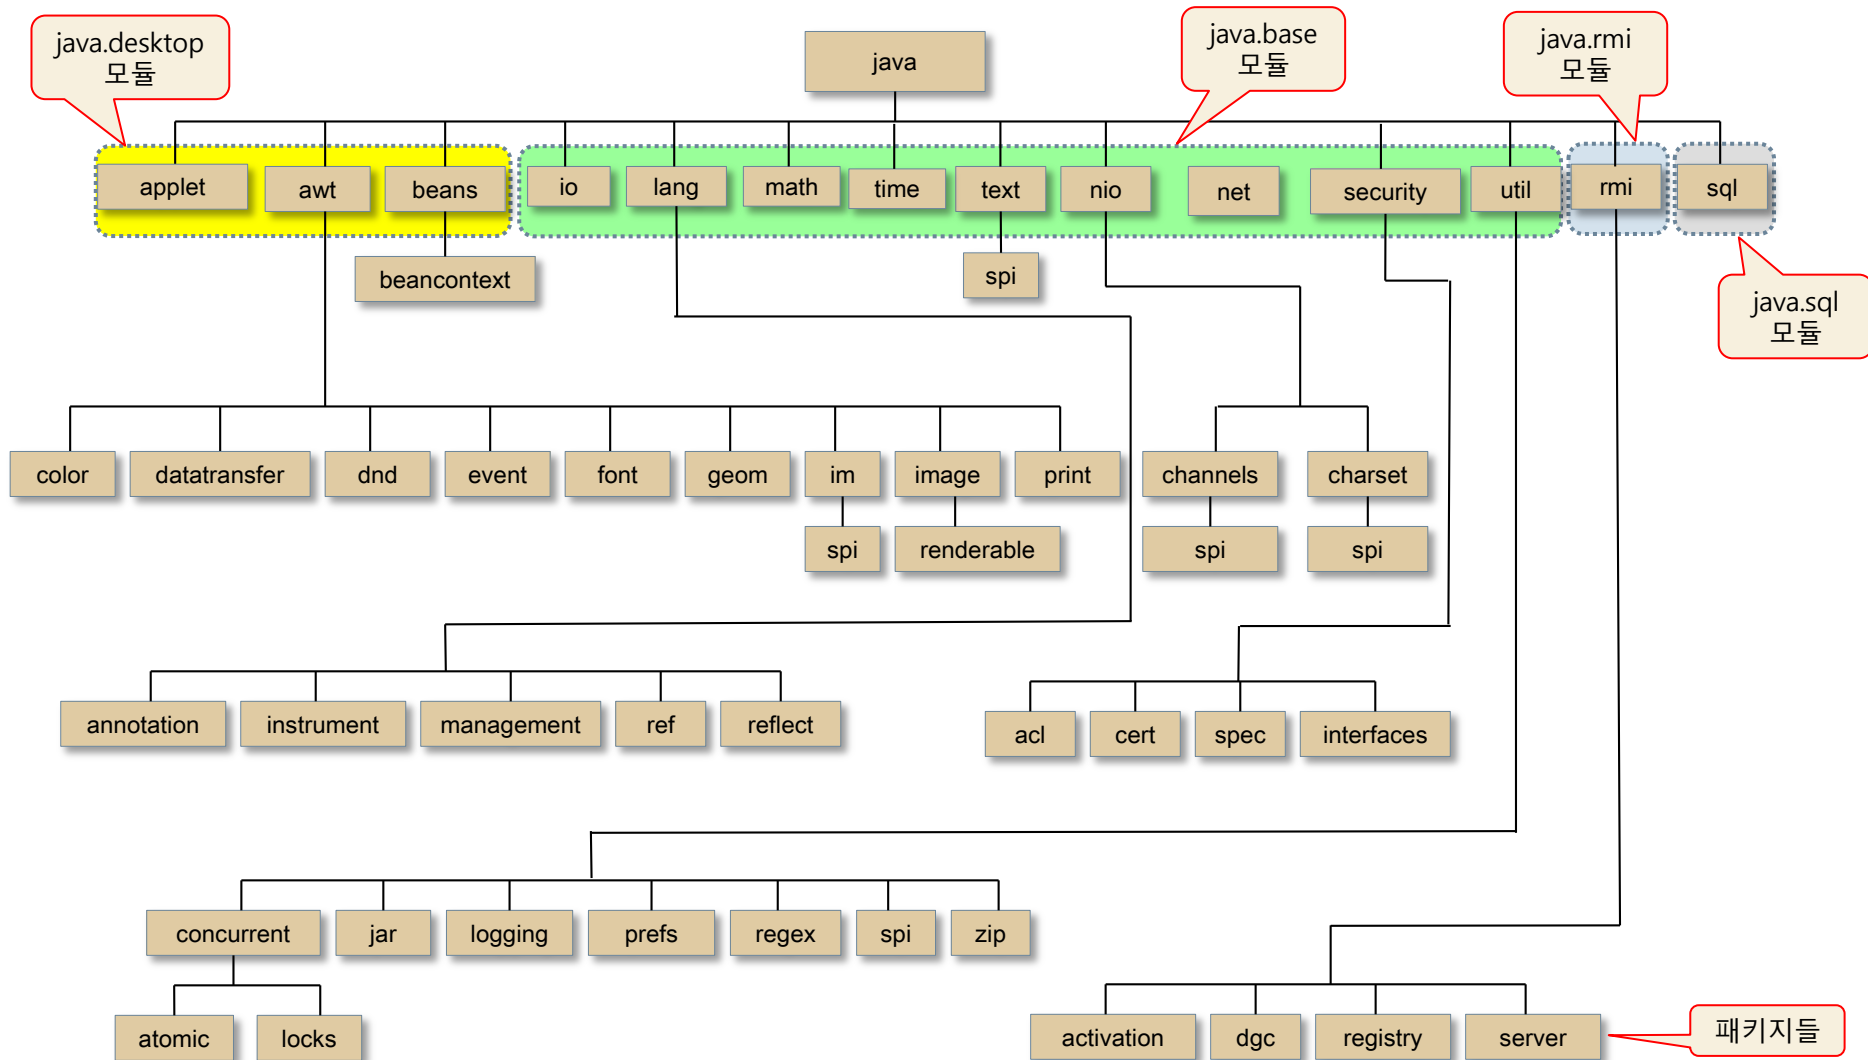 java.desktop
모듈
java
java.base
모듈
java.rmi
모듈
applet
awt
beans
io
lang
math
time
text
nio
net
security
util
rmi
sql
beancontext
spi
java.sql
모듈
color
datatransfer
dnd
event
font
geom
im
image
print
channels
charset
spi
renderable
spi
spi
annotation
instrument
management
ref
reflect
acl
cert
spec
interfaces
concurrent
jar
logging
prefs
regex
spi
zip
atomic
locks
activation
dgc
registry
server
패키지들